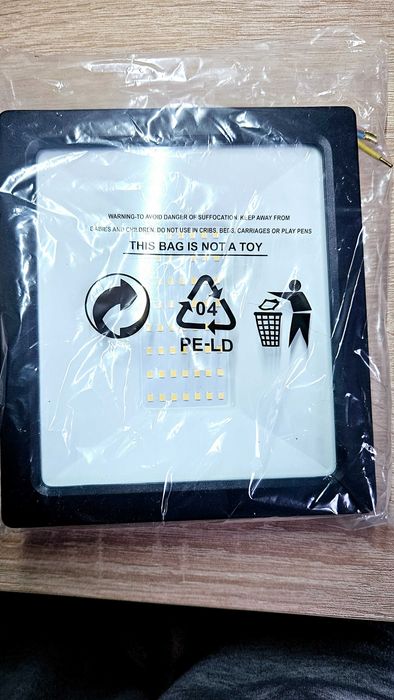 WARNING-TO AVOID DANGER OF SUFFOCATION. KEEP AWAY FROM
BABIES AND CHILDREN. DO NOT USE IN CRIBS, BEDS, CARRIAGES OR PLAY PENS
THIS BAG IS NOT A TOY
04
PE-LD